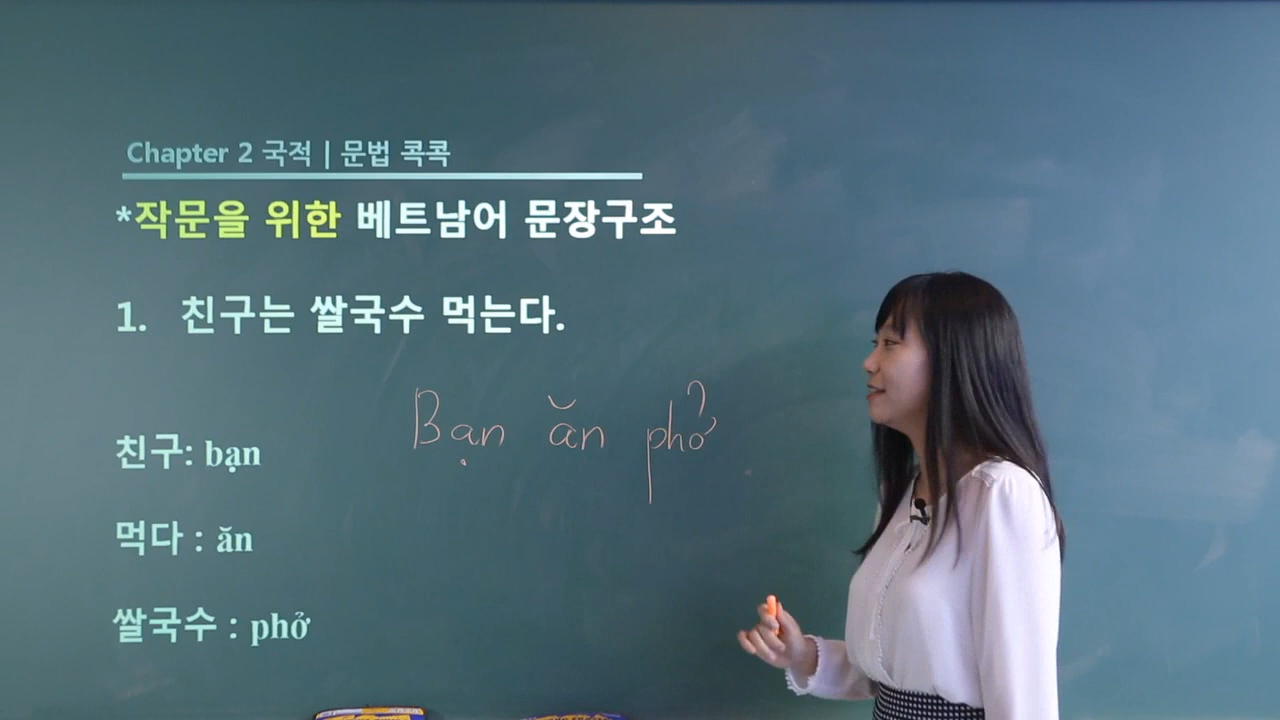 Chapter 2 국적 | 문법 콕콕
*작문을 위한 베트남어 문장구조
1. 친구는 쌀국수 먹는다.
Bạn ăn phở
친구: bạn
먹다 : ăn
쌀국수 : phở